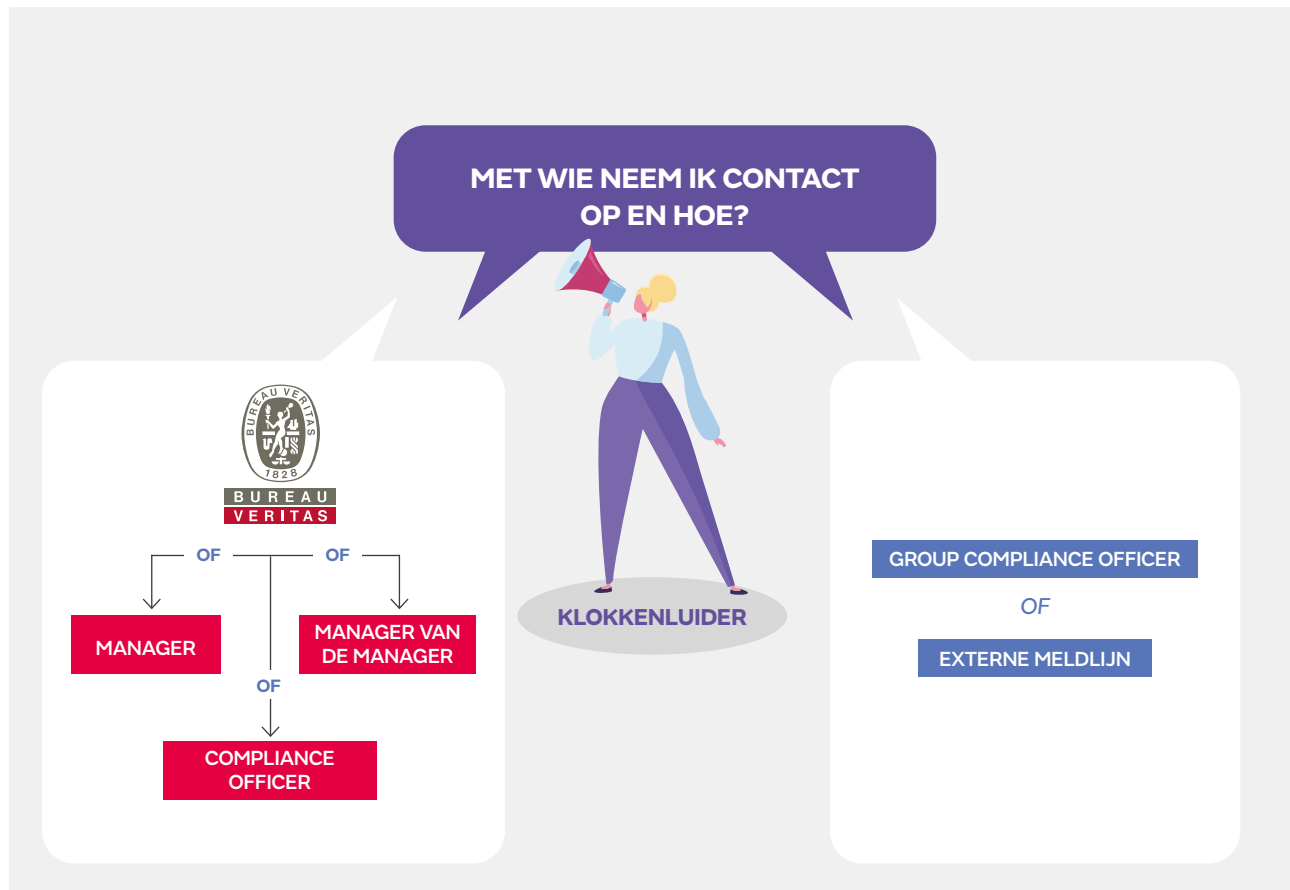 MET WIE NEEM IK CONTACT
OP EN HOE?
BUREAU VERITAS
1828
BUREAU
VERITAS
OF
OF
MANAGER
MANAGER VAN
DE MANAGER
OF
COMPLIANCE
OFFICER
KLOKKENLUIDER
GROUP COMPLIANCE OFFICER
OF
EXTERNE MELDLIJN